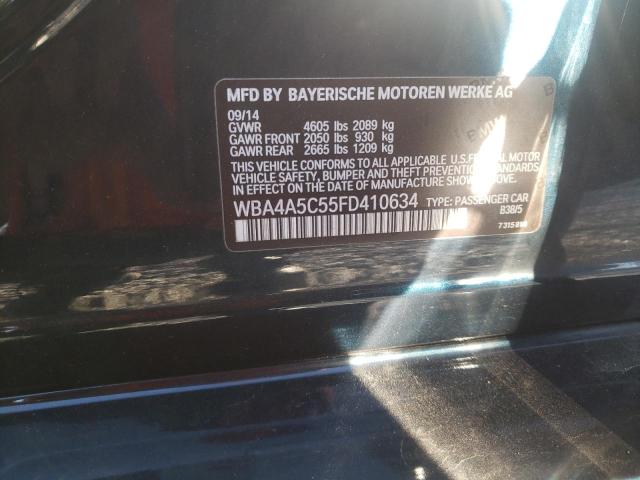 MFD BY BAYERISCHE MOTOREN WERKE AG
09/14
GVWR 4605 lbs 2089 kg
GAWR FRONT 2050 lbs 930 kg
GAWR REAR 2665 lbs 1209 kg
THIS VEHICLE CONFORMS TO ALL APPLICABLE U.S.FEDERAL MOTOR
VEHICLE SAFETY, BUMPER AND THEFT PREVENTION STANDARDS
IN EFFECT ON THE DATE OF MANUFACTURE SHOWN ABOVE.
WBA4A5C55FD410634 TYPE: PASSENGER CAR
B38/5